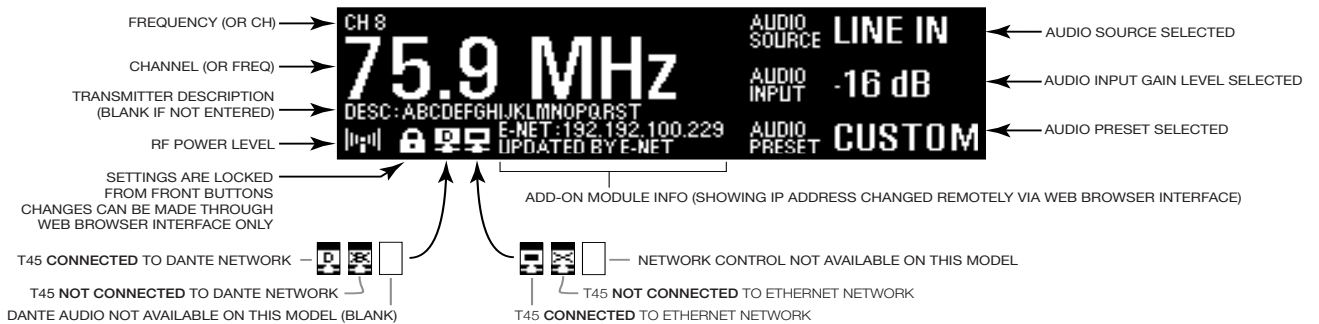 FREQUENCY (OR CH)
CHANNEL (OR FREQ)
TRANSMITTER DESCRIPTION
(BLANK IF NOT ENTERED)
RF POWER LEVEL
SETTINGS ARE LOCKED
FROM FRONT BUTTONS
CHANGES CAN BE MADE THROUGH
WEB BROWSER INTERFACE ONLY
CH 8
75.9 MHz
DESC:ABCDEFGHIJKLMNOPQRST
D
E-NET:192.192.100.229
UPDATED BY E-NET
AUDIO SOURCE LINE IN
AUDIO INPUT -16 dB
AUDIO PRESET CUSTOM
AUDIO SOURCE SELECTED
AUDIO INPUT GAIN LEVEL SELECTED
AUDIO PRESET SELECTED
ADD-ON MODULE INFO (SHOWING IP ADDRESS CHANGED REMOTELY VIA WEB BROWSER INTERFACE)
T45 CONNECTED TO DANTE NETWORK
D
T45 NOT CONNECTED TO DANTE NETWORK
DANTE AUDIO NOT AVAILABLE ON THIS MODEL (BLANK)
NETWORK CONTROL NOT AVAILABLE ON THIS MODEL
T45 NOT CONNECTED TO ETHERNET NETWORK
T45 CONNECTED TO ETHERNET NETWORK